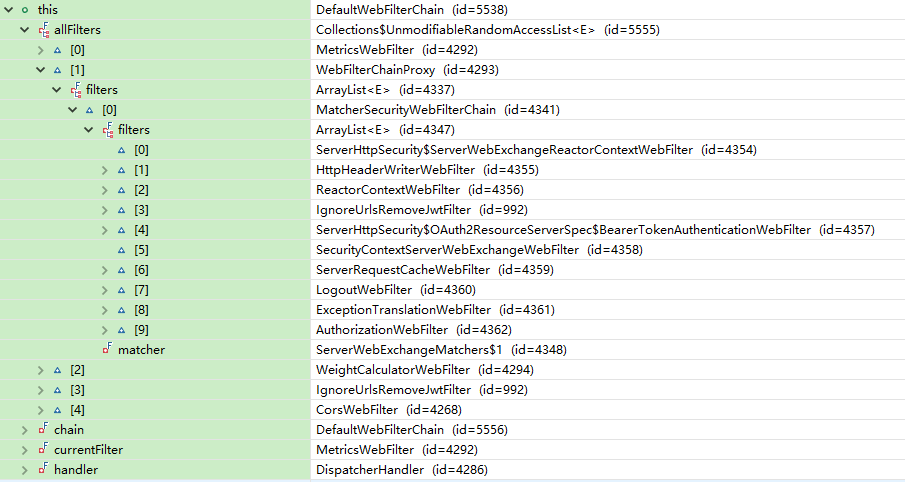 this DefaultWebFilterChain (id=5538)
allFilters Collections$UnmodifiableRandomAccessList<E> (id=5555)
[0] MetricsWebFilter (id=4292)
[1] WebFilterChainProxy (id=4293)
filters ArrayList<E> (id=4337)
[0] MatcherSecurityWebFilterChain (id=4341)
filters ArrayList<E> (id=4347)
[0] ServerHttpSecurity$ServerWebExchangeReactorContextWebFilter (id=4354)
[1] HttpHeaderWriterWebFilter (id=4355)
[2] ReactorContextWebFilter (id=4356)
[3] IgnoreUrlsRemoveJwtFilter (id=992)
[4] ServerHttpSecurity$OAuth2ResourceServerSpec$BearerTokenAuthenticationWebFilter (id=4357)
[5] SecurityContextServerWebExchangeWebFilter (id=4358)
[6] ServerRequestCacheWebFilter (id=4359)
[7] LogoutWebFilter (id=4360)
[8] ExceptionTranslationWebFilter (id=4361)
[9] AuthorizationWebFilter (id=4362)
matcher ServerWebExchangeMatchers$1 (id=4348)
[2] WeightCalculatorWebFilter (id=4294)
[3] IgnoreUrlsRemoveJwtFilter (id=992)
[4] CorsWebFilter (id=4268)
chain DefaultWebFilterChain (id=5556)
currentFilter MetricsWebFilter (id=4292)
handler DispatcherHandler (id=4286)